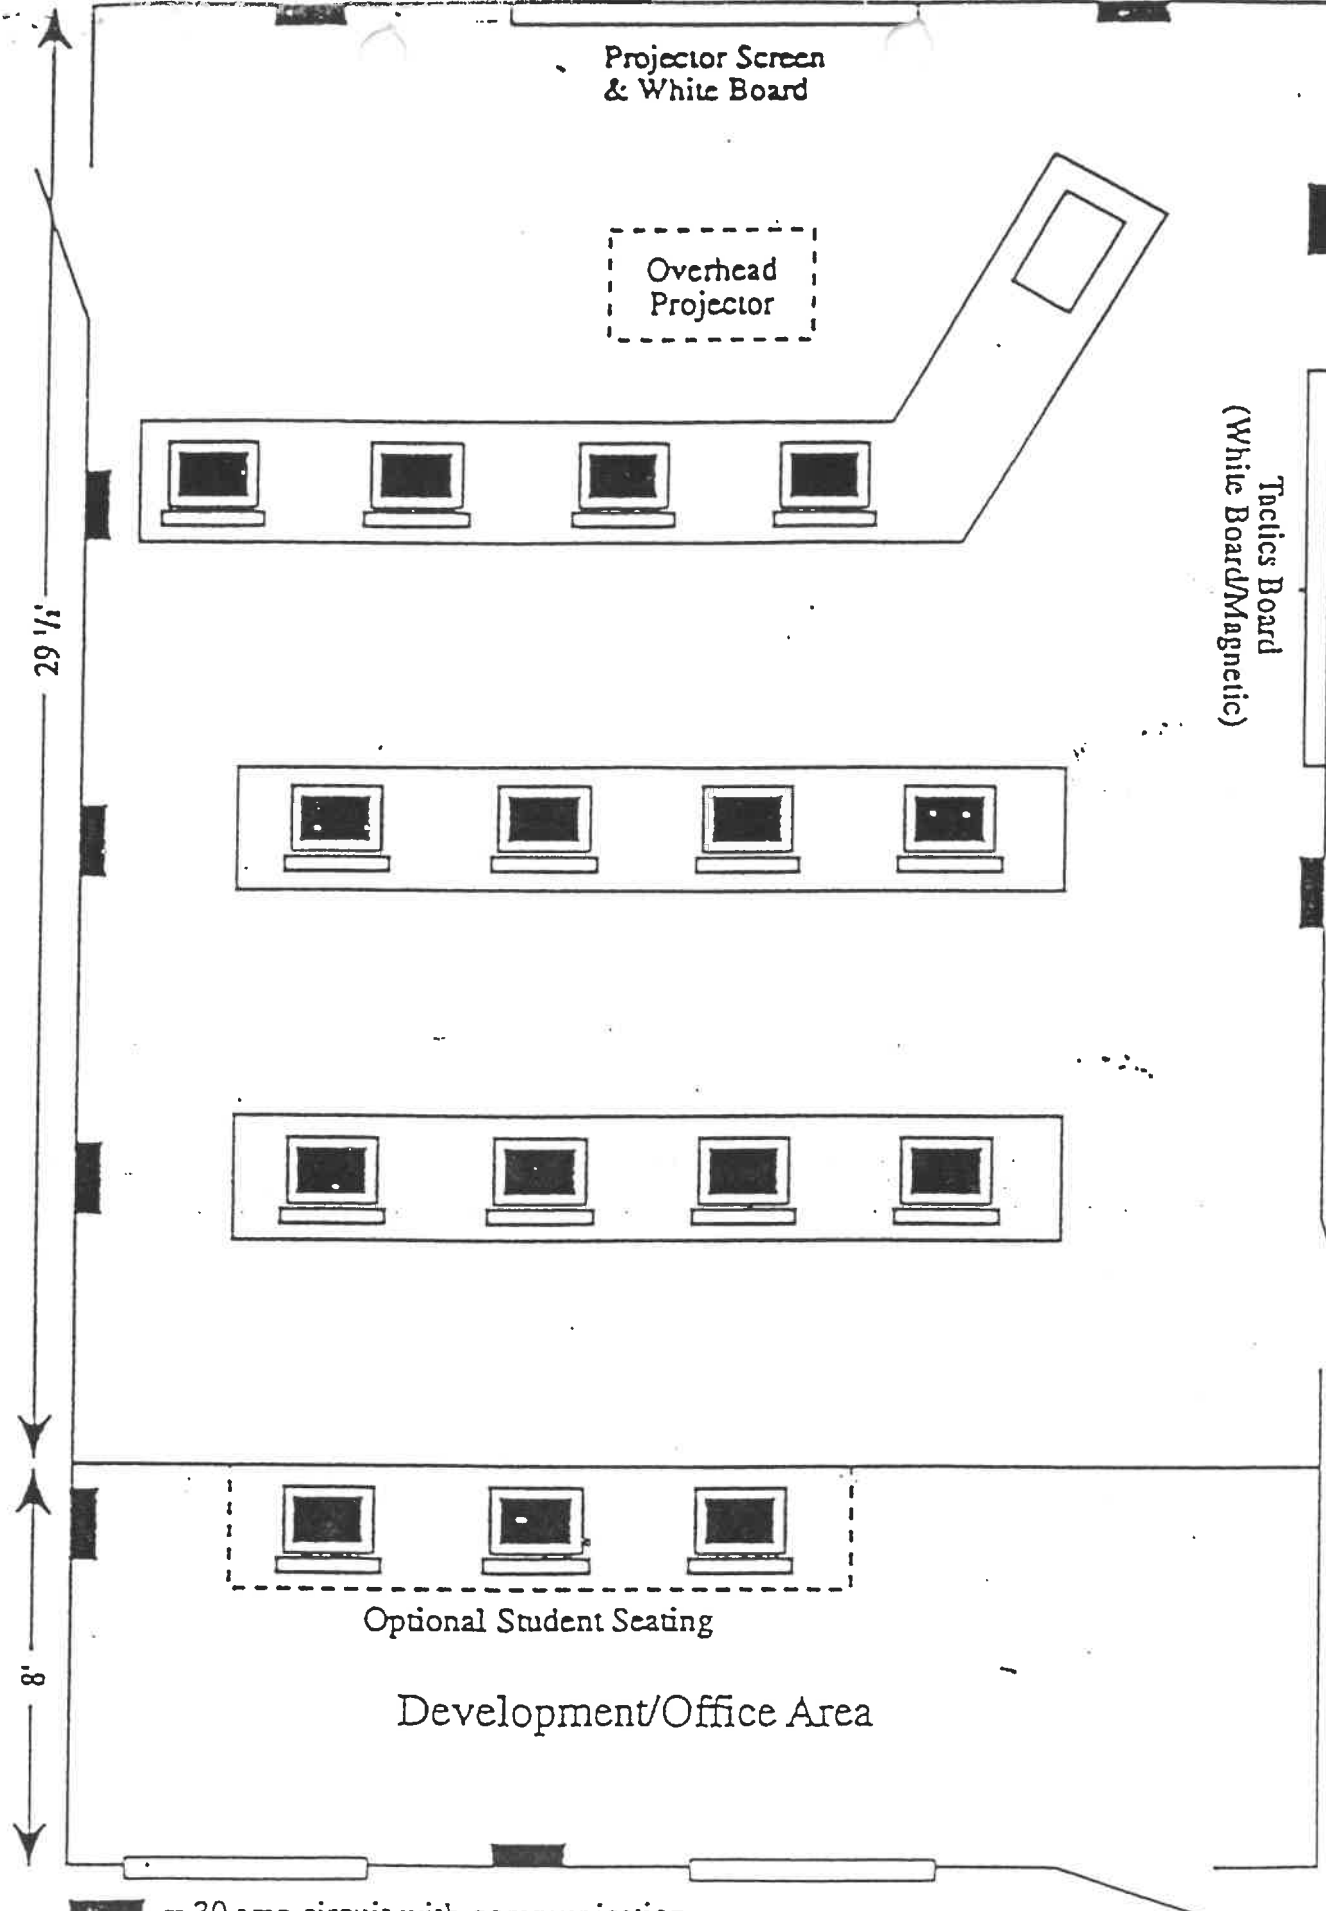 Projector Screen
& White Board
Overhead
Projector
Tactics Board
(White Board/Magnetic)
29 ½'
Optional Student Seating
8'
Development/Office Area